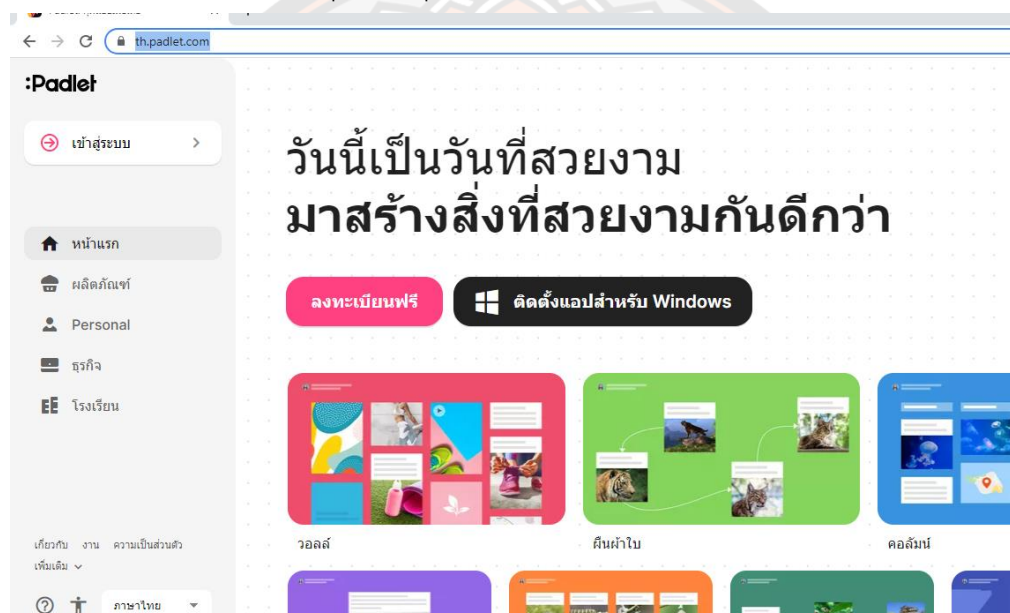 th.padlet.com
:Padlet
เข้าสู่ระบบ
วันนี้เป็นวันที่สวยงาม
มาสร้างสิ่งที่สวยงามกันดีกว่า
หน้าแรก
ผลิตภัณฑ์
Personal
ธุรกิจ
โรงเรียน
ลงทะเบียนฟรี
ติดตั้งแอปสำหรับ Windows
วอลล์
ผืนผ้าใบ
คอลัมน์
เกี่ยวกับ งาน ความเป็นส่วนตัว
เพิ่มเติม
ภาษาไทย